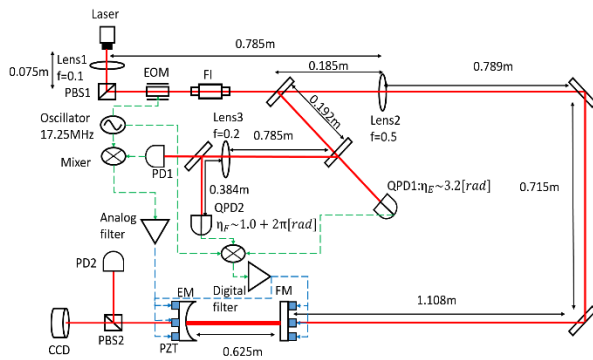 Laser
0.785m
Lens1
f=0.1
0.075m
EOM
FI
0.185m
0.789m
PBS1
Lens2
f=0.5
Oscillator
17.25MHz
Lens3
f=0.2
0.192m
0.785m
Mixer
PD1
0.384m
0.715m
QPD2
QPD1:η_E~3.2[rad]
η_F~1.0 + 2π[rad]
Analog
filter
PD2
EM
Digital
filter
FM
1.108m
CCD
PBS2
PZT
0.625m